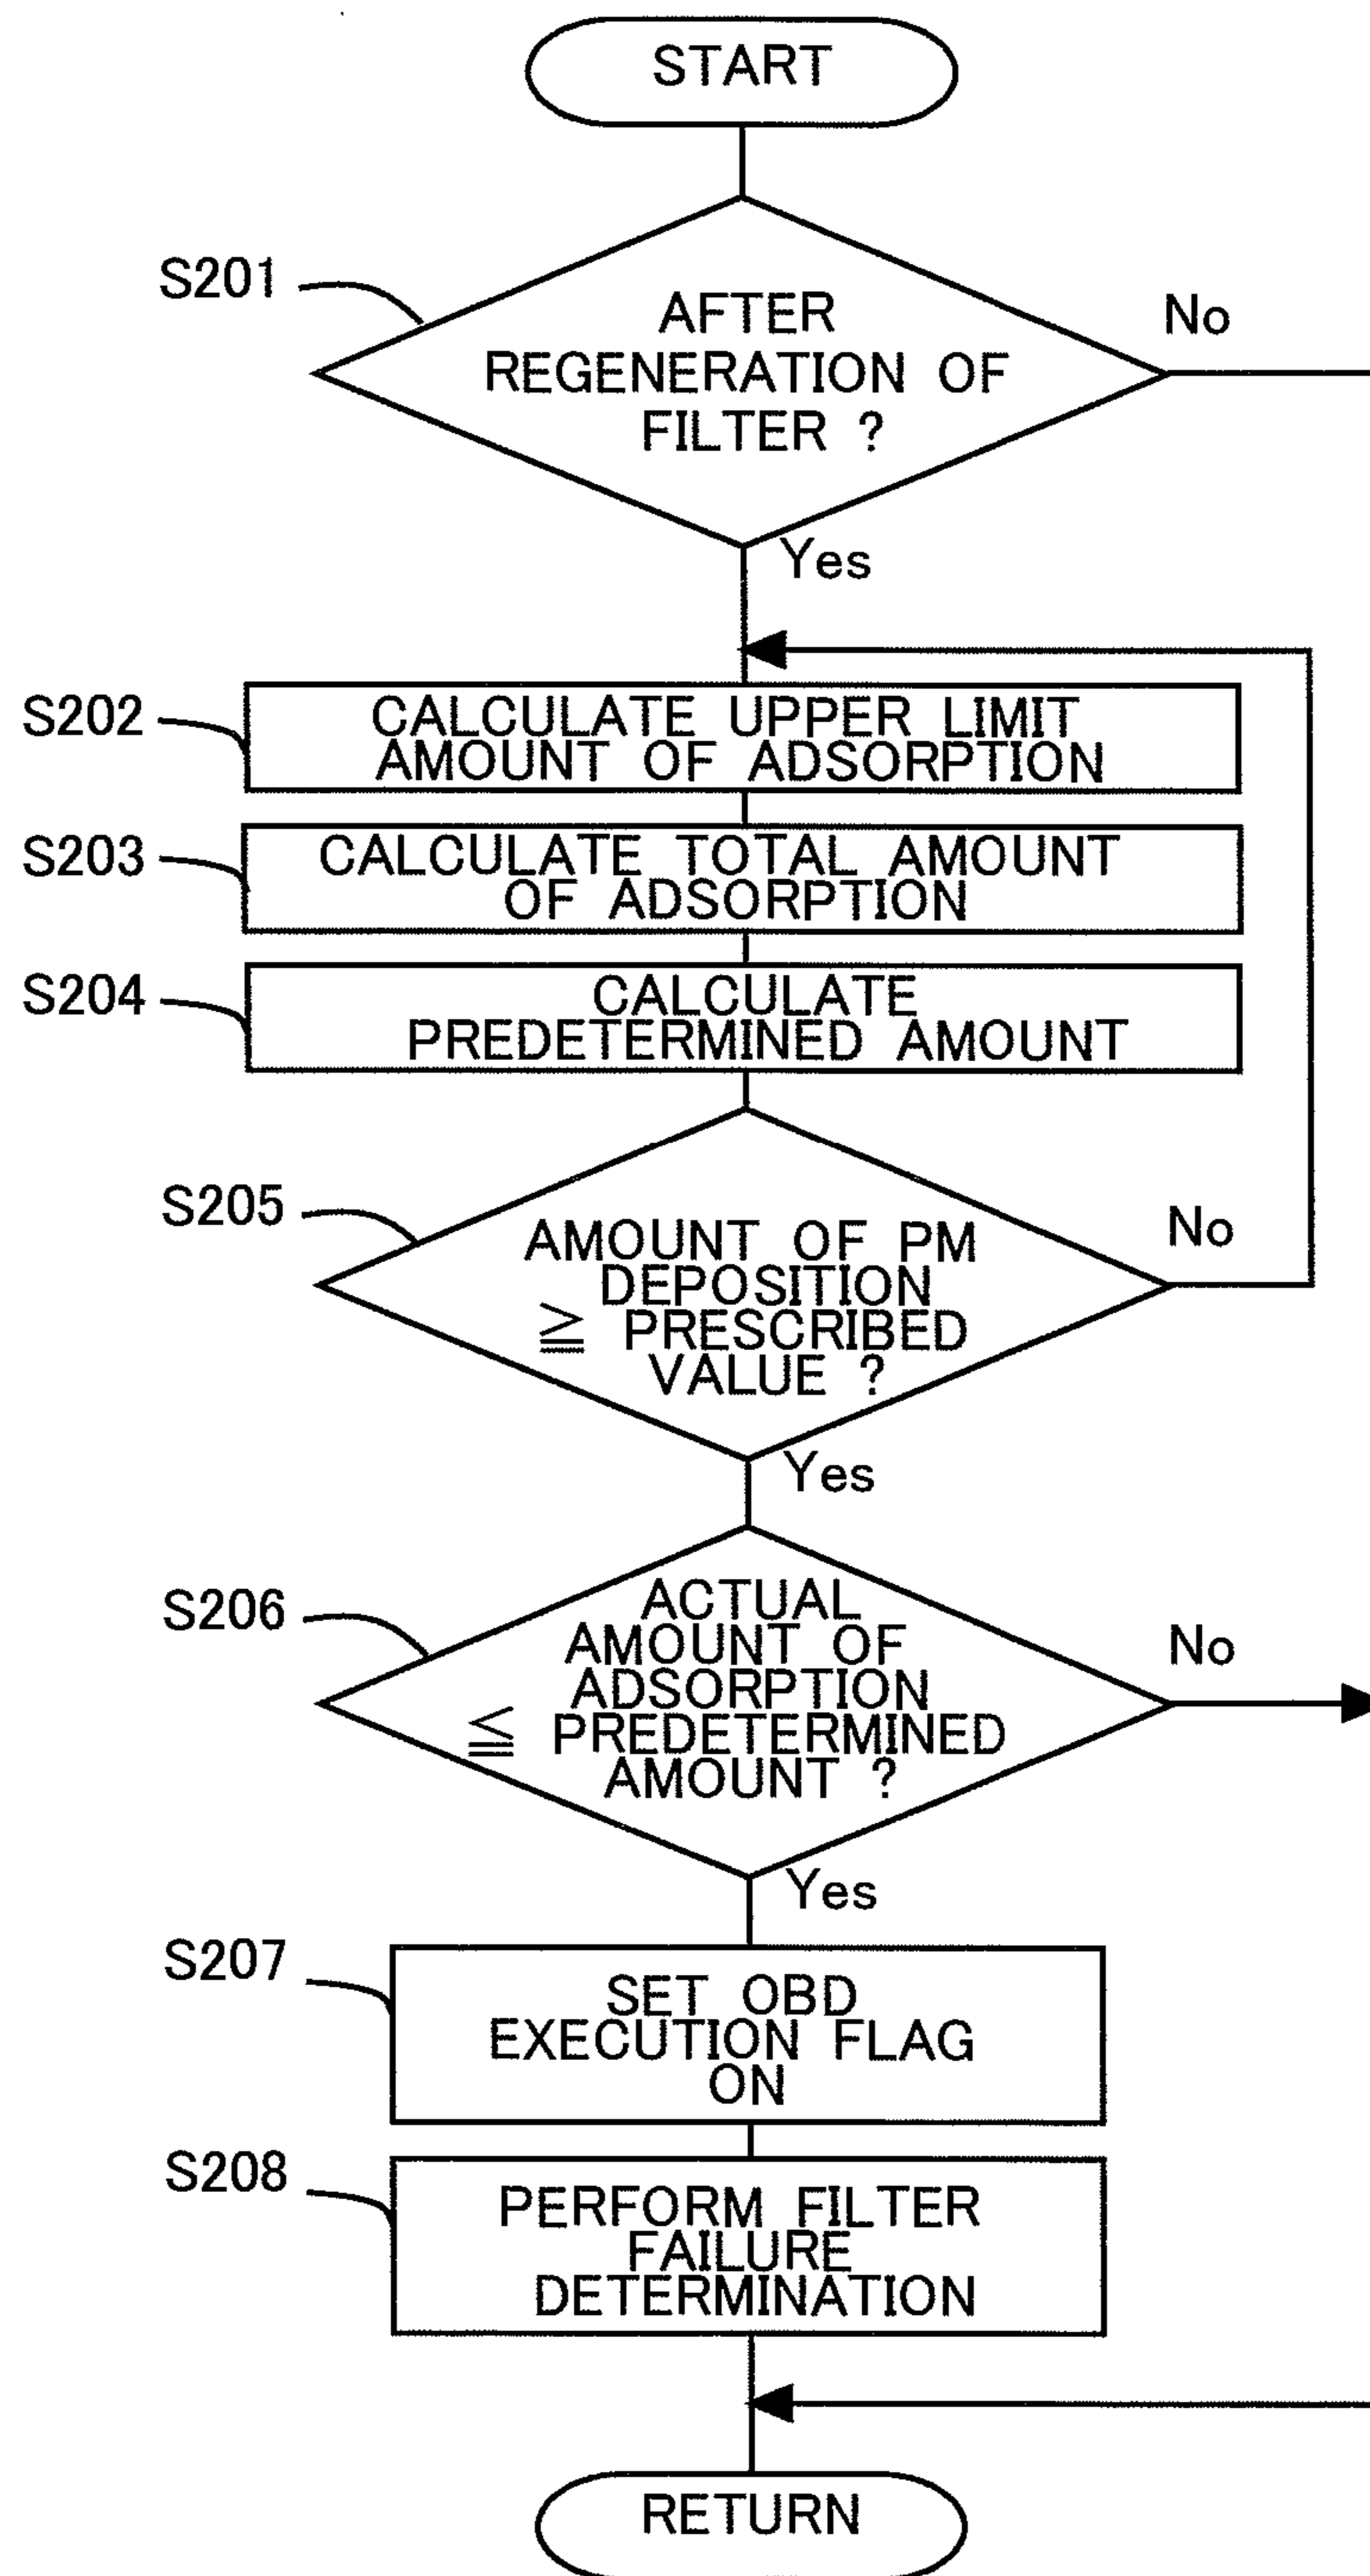 START
S201
AFTER
REGENERATION OF
FILTER ?
No
Yes
S202
CALCULATE UPPER LIMIT
AMOUNT OF ADSORPTION
S203
CALCULATE TOTAL AMOUNT
OF ADSORPTION
S204
CALCULATE
PREDETERMINED AMOUNT
S205
AMOUNT OF PM
DEPOSITION
≧ PRESCRIBED
VALUE ?
No
Yes
S206
ACTUAL
AMOUNT OF
ADSORPTION
≦ PREDETERMINED
AMOUNT ?
No
Yes
S207
SET OBD
EXECUTION FLAG
ON
S208
PERFORM FILTER
FAILURE
DETERMINATION
RETURN